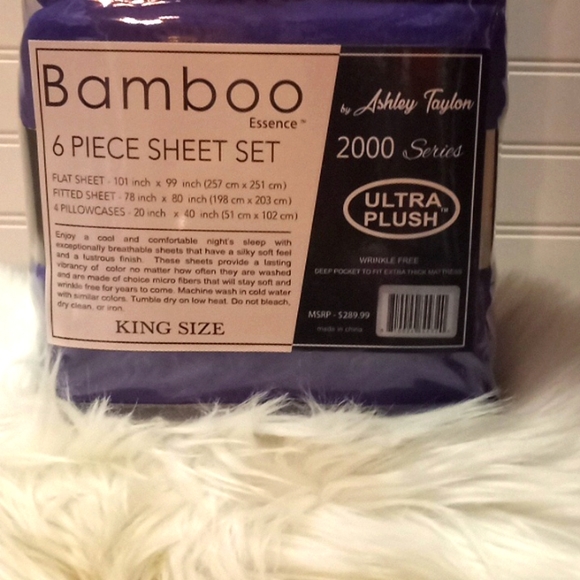 Bamboo
Essence™
6 PIECE SHEET SET
FLAT SHEET - 101 inch x 99 inch (257 cm x 251 cm)
FITTED SHEET - 78 inch x 80 inch (198 cm x 203 cm)
4 PILLOWCASES - 20 inch x 40 inch (51 cm x 102 cm)
Enjoy a cool and comfortable night's sleep with
exceptionally breathable sheets that have a silky soft feel
and a lustrous finish. These sheets provide a lasting
vibrancy of color no matter how often they are washed
and are made of choice micro fibers that will stay soft and
wrinkle free for years to come. Machine wash in cold water
with similar colors. Tumble dry on low heat. Do not bleach,
dry clean, or iron.
KING SIZE
by Ashley Taylon
2000 Series
ULTRA
PLUSH™
WRINKLE FREE
DEEP POCKET TO FIT EXTRA THICK MATTRESS
MSRP - $289.99
made in china